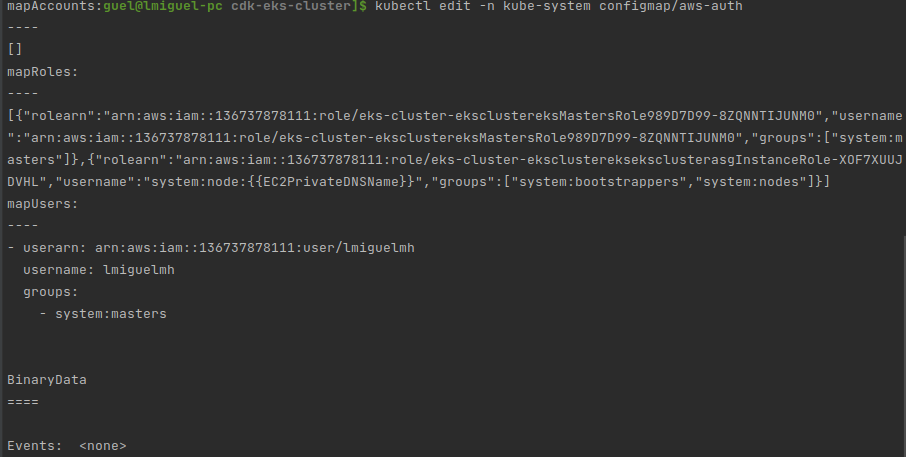 mapAccounts:guel@lmiguel-pc cdk-eks-cluster]$ kubectl edit -n kube-system configmap/aws-auth
----
[]
mapRoles:
----
[{"rolearn":"arn:aws:iam::136737878111:role/eks-cluster-eksclustereksMastersRole989D7D99-8ZQNNTIJUNM0","username
":"arn:aws:iam::136737878111:role/eks-cluster-eksclustereksMastersRole989D7D99-8ZQNNTIJUNM0","groups":["system:m
asters"]},{"rolearn":"arn:aws:iam::136737878111:role/eks-cluster-eksclusterekseksclusterasgInstanceRole-XOF7XUUJ
DVHL","username":"system:node:{{EC2PrivateDNSName}}","groups":["system:bootstrappers","system:nodes"]}]
mapUsers:
----
- userarn: arn:aws:iam::136737878111:user/lmiguelmh
  username: lmiguelmh
  groups:
    - system:masters
BinaryData
====
Events:  <none>